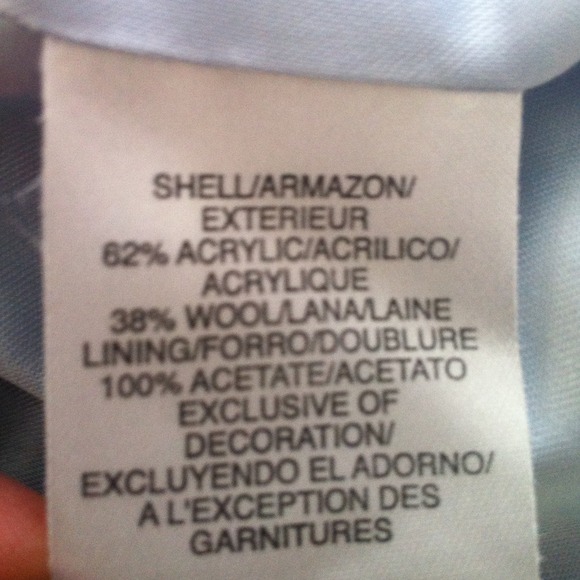 SHELL/ARMAZON/
EXTERIEUR
62% ACRYLIC/ACRILICO/
ACRYLIQUE
38% WOOL/LANA/LAINE
LINING/FORRO/DOUBLURE
100% ACETATE/ACETATO
EXCLUSIVE OF
DECORATION/
EXCLUYENDO EL ADORNO/
A L'EXCEPTION DES
GARNITURES